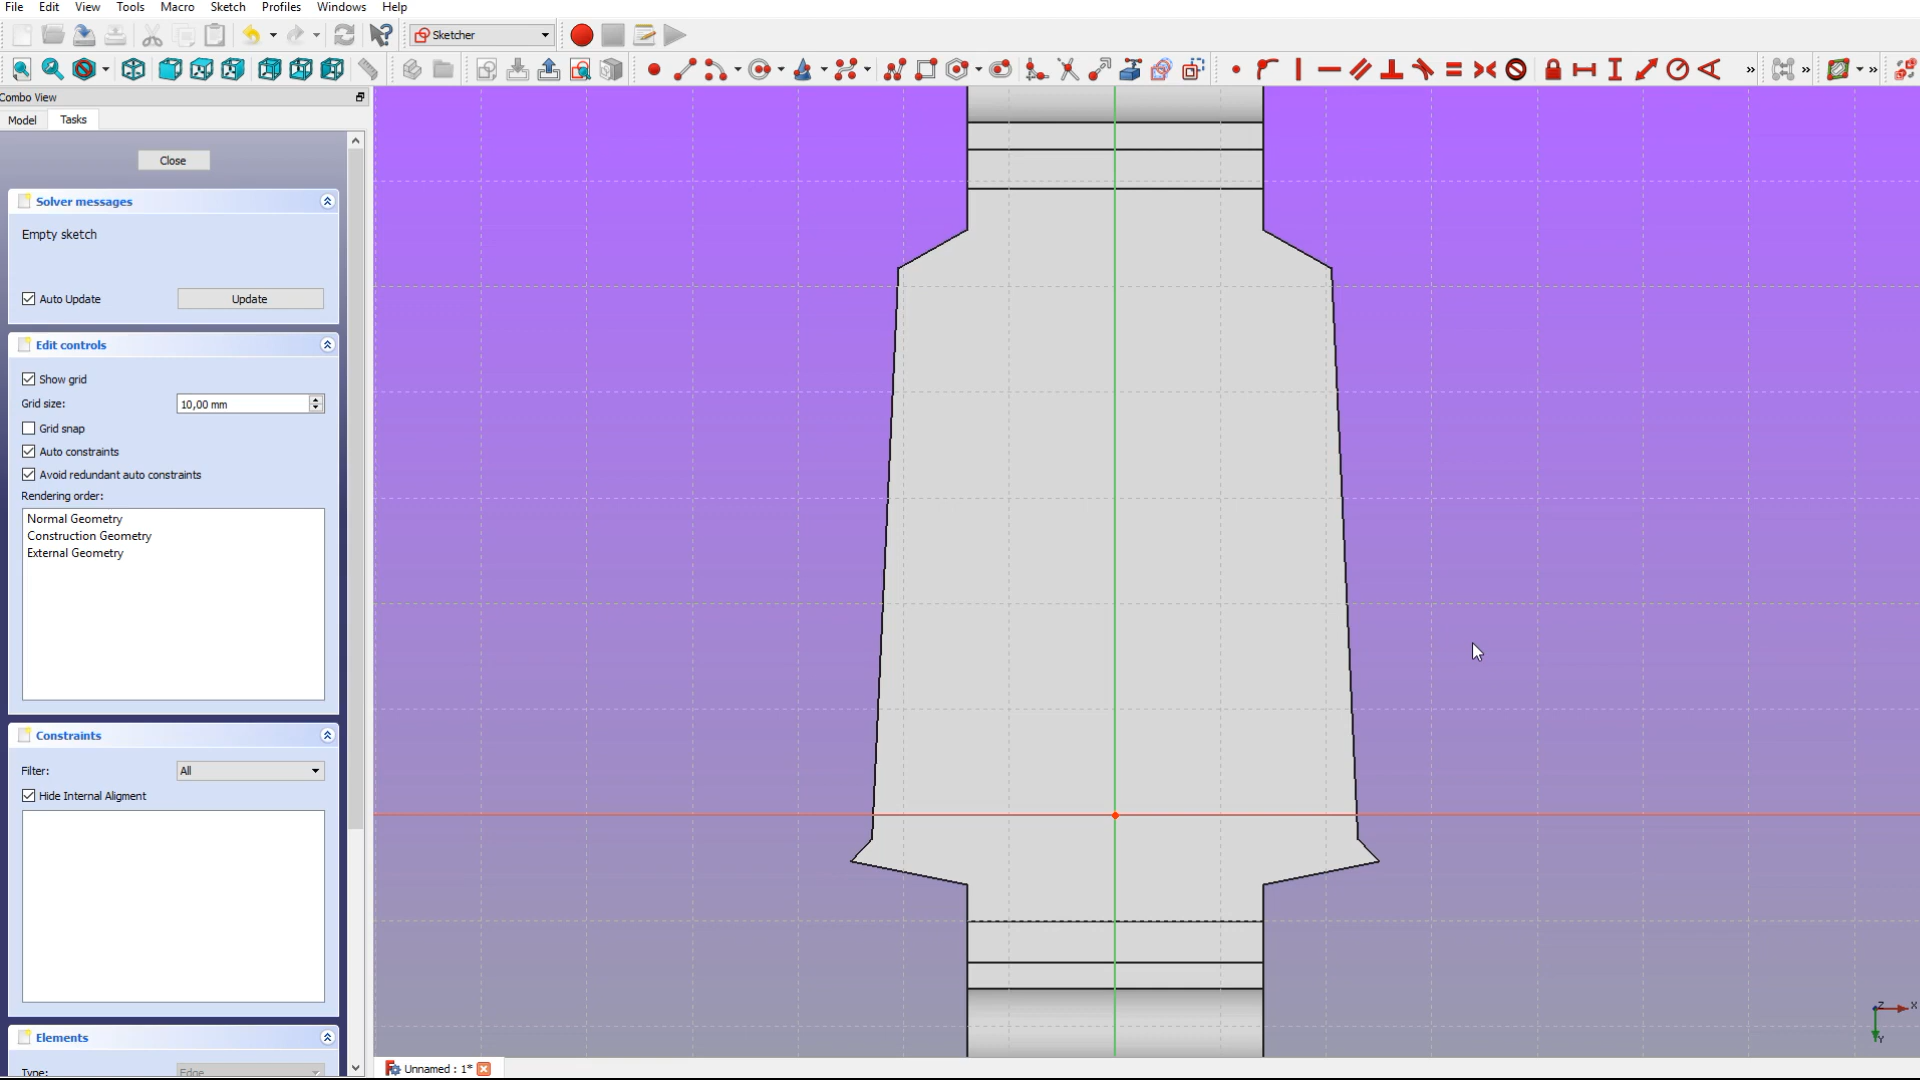 File Edit View Tools Macro Sketch Profiles Windows Help
Sketcher
Combo View
Model Tasks
Close
Solver messages
Empty sketch
Auto Update Update
Edit controls
Show grid
Grid size: 10,00 mm
Grid snap
Auto constraints
Avoid redundant auto constraints
Rendering order:
Normal Geometry
Construction Geometry
External Geometry
Constraints
Filter: All
Hide Internal Aligment
Elements
Type: Edge
Unnamed : 1*
Z X
Y